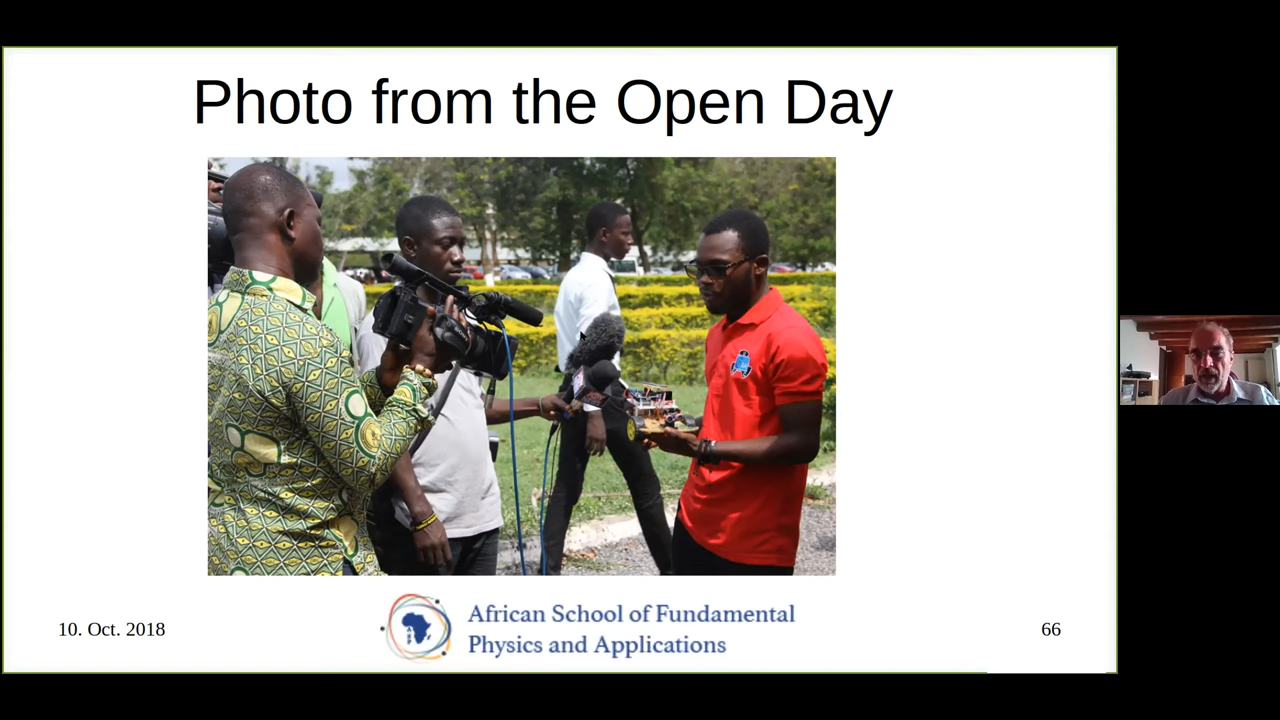 Photo from the Open Day
10. Oct. 2018
African School of Fundamental
Physics and Applications
66